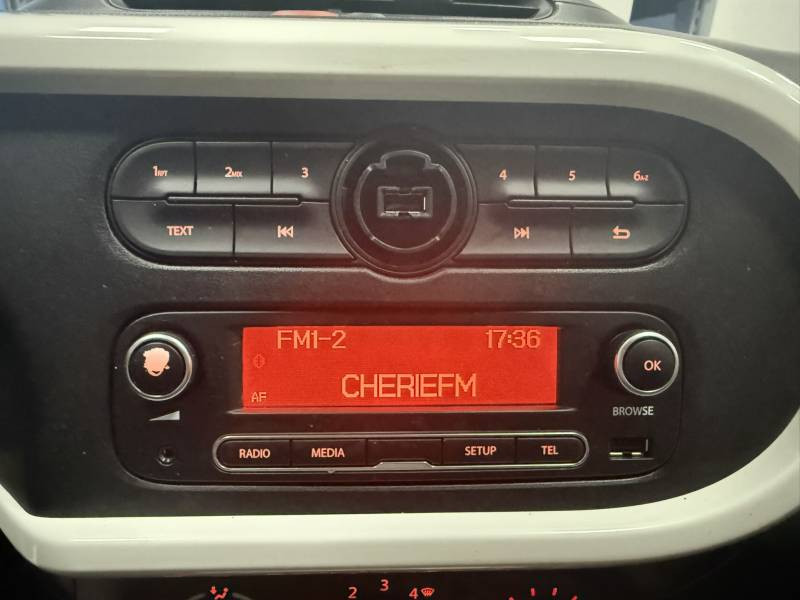 1RPT 2MIX 3 4 5 6A-Z
TEXT
FM1-2 17:36
CHERIEFM
AF
OK
BROWSE
RADIO MEDIA SETUP TEL
2 3 4